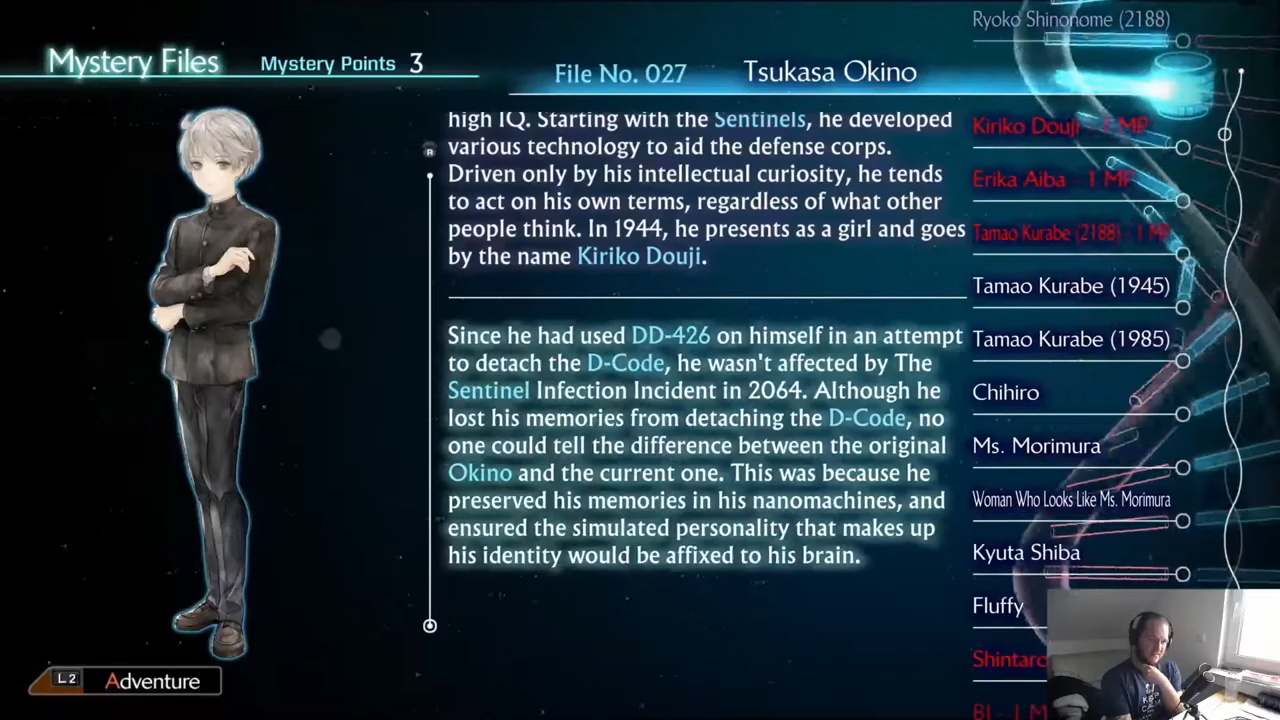 Ryoko Shinonome (2188)
Mystery Files
Mystery Points 3
File No. 027
Tsukasa Okino
high IQ. Starting with the Sentinels, he developed
various technology to aid the defense corps.
Driven only by his intellectual curiosity, he tends
to act on his own terms, regardless of what other
people think. In 1944, he presents as a girl and goes
by the name Kiriko Douji.
Since he had used DD-426 on himself in an attempt
to detach the D-Code, he wasn't affected by The
Sentinel Infection Incident in 2064. Although he
lost his memories from detaching the D-Code, no
one could tell the difference between the original
Okino and the current one. This was because he
preserved his memories in his nanomachines, and
ensured the simulated personality that makes up
his identity would be affixed to his brain.
R
Kiriko Douji - 1 MP
Erika Aiba - 1 MP
Tamao Kurabe (2188) - 1 MP
Tamao Kurabe (1945)
Tamao Kurabe (1985)
Chihiro
Ms. Morimura
Woman Who Looks Like Ms. Morimura
Kyuta Shiba
Fluffy
Shintaro
BJ - 1 M
L2 Adventure